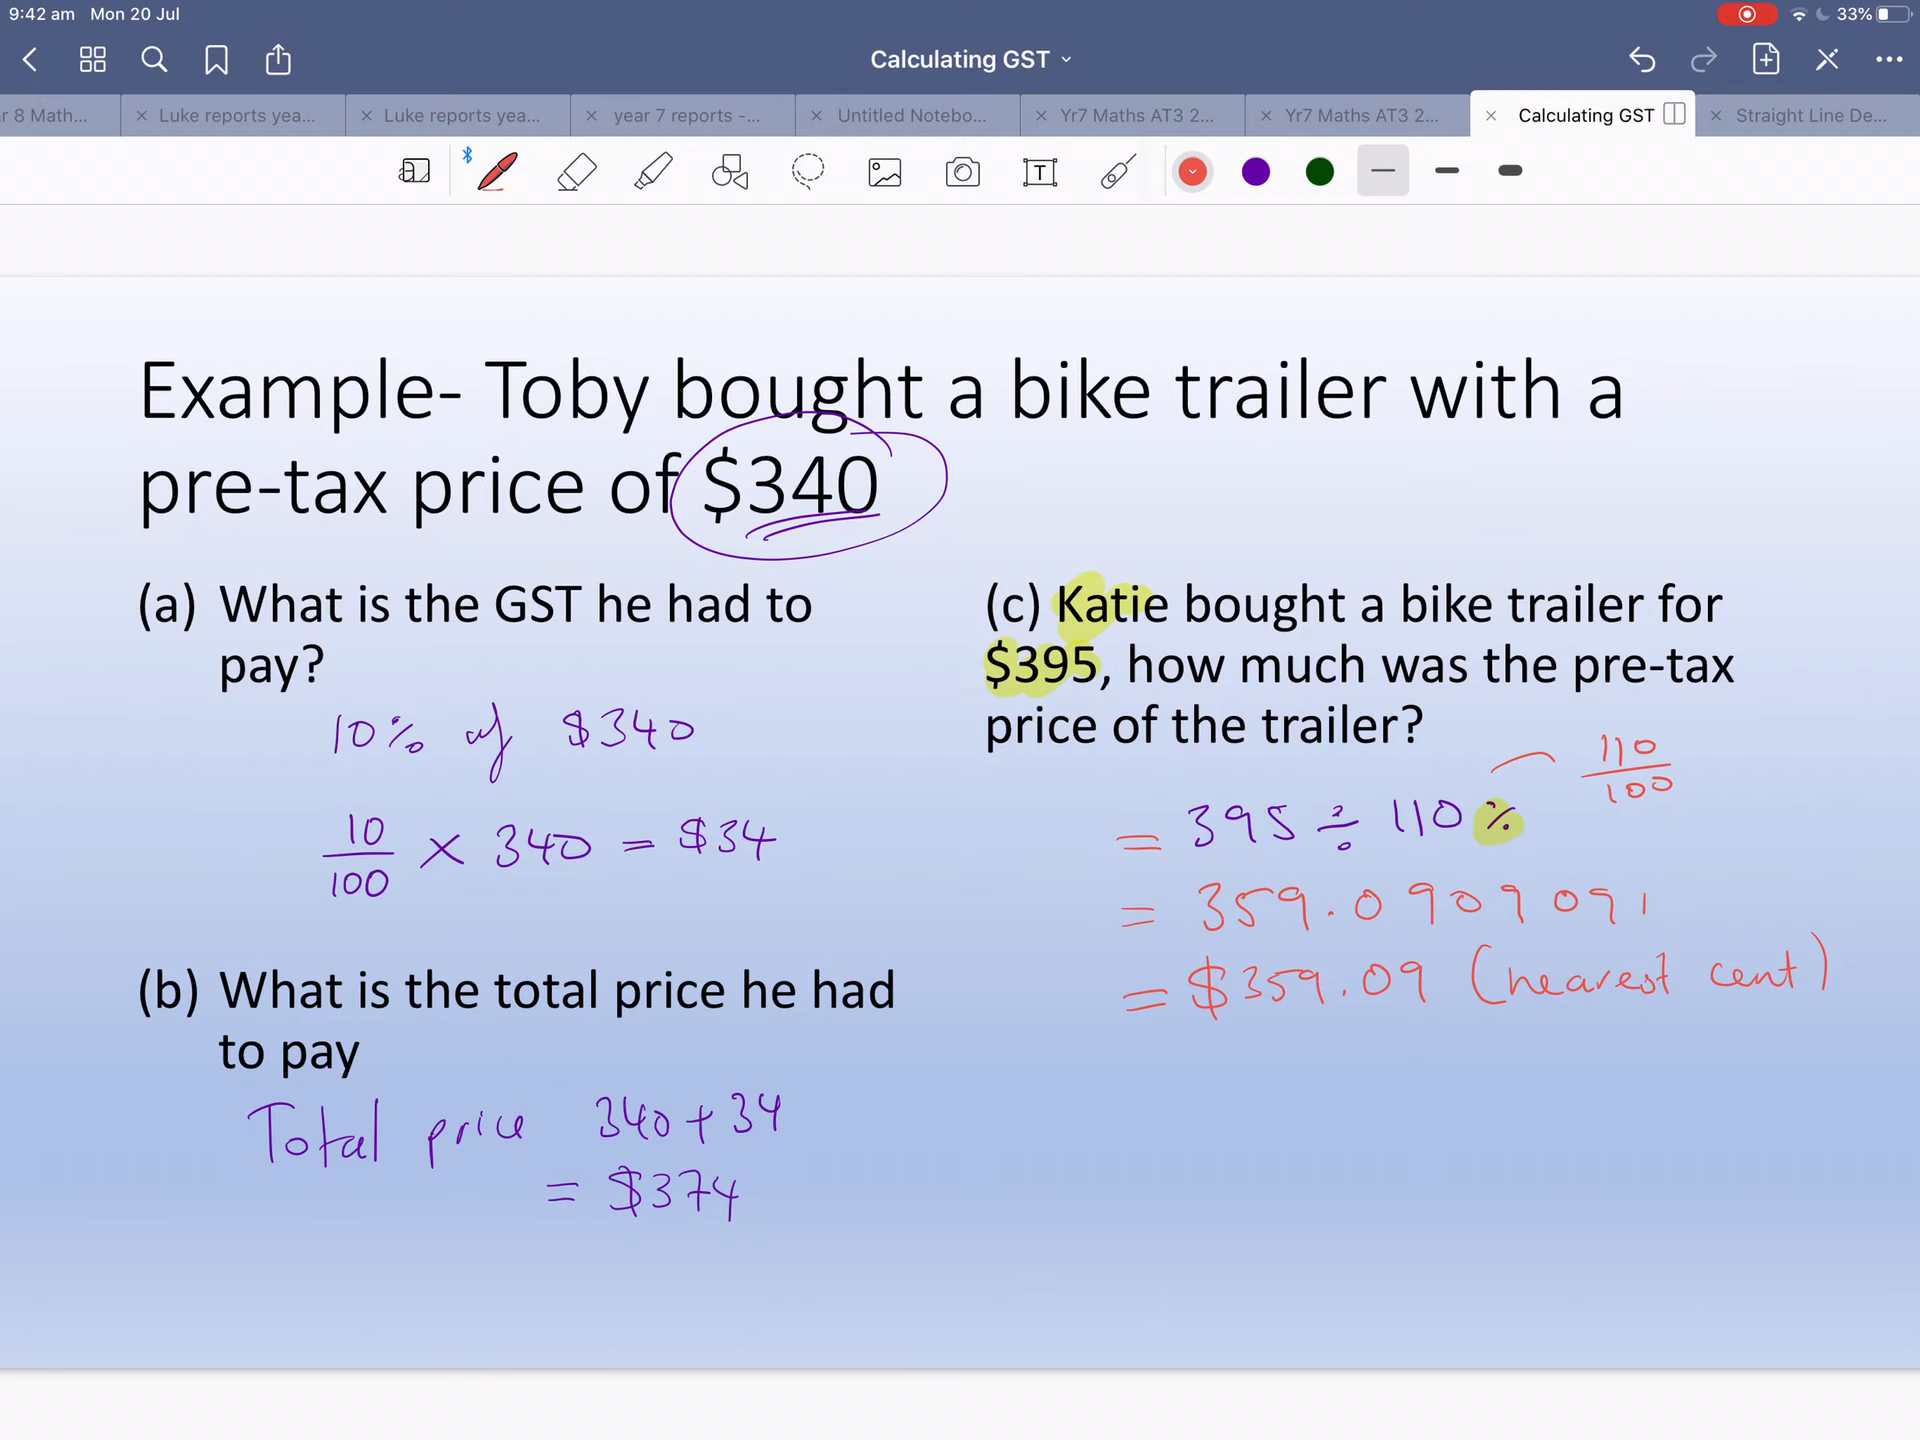 9:42 am Mon 20 Jul
33%
Calculating GST
r 8 Math...
Luke reports yea...
Luke reports yea...
year 7 reports -...
Untitled Notebo...
Yr7 Maths AT3 2...
Yr7 Maths AT3 2...
Calculating GST
Straight Line De...
Example- Toby bought a bike trailer with a
pre-tax price of $340
(a) What is the GST he had to
pay?
10% of $340
10/100 × 340 = $34
(b) What is the total price he had
to pay
Total price 340 + 34
= $374
(c) Katie bought a bike trailer for
$395, how much was the pre-tax
price of the trailer?
110/100
= 395 ÷ 110%
= 359.0909091
= $359.09 (nearest cent)